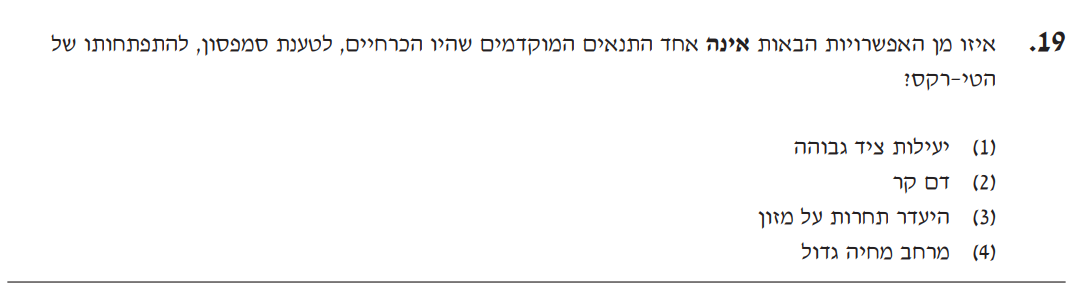 19. איזו מן האפשרויות הבאות אינה אחד התנאים המוקדמים שהיו הכרחיים, לטענת סמפסון, להתפתחותו של
הטי-רקס?
(1) יעילות ציד גבוהה
(2) דם קר
(3) היעדר תחרות על מזון
(4) מרחב מחיה גדול